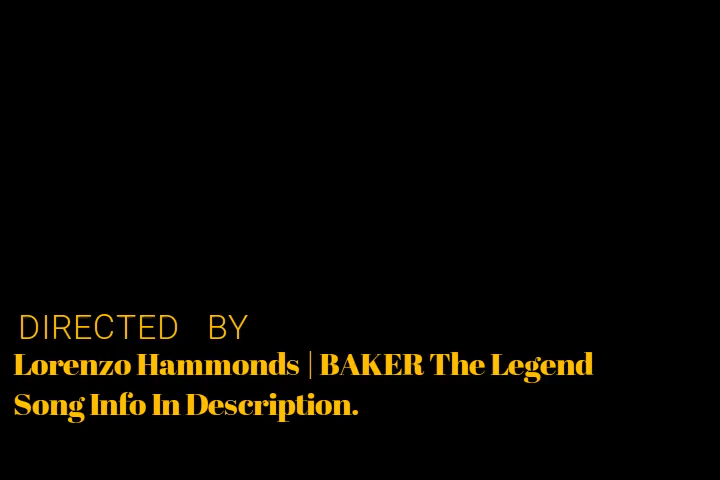 DIRECTED BY
Lorenzo Hammonds | BAKER The Legend
Song Info In Description.